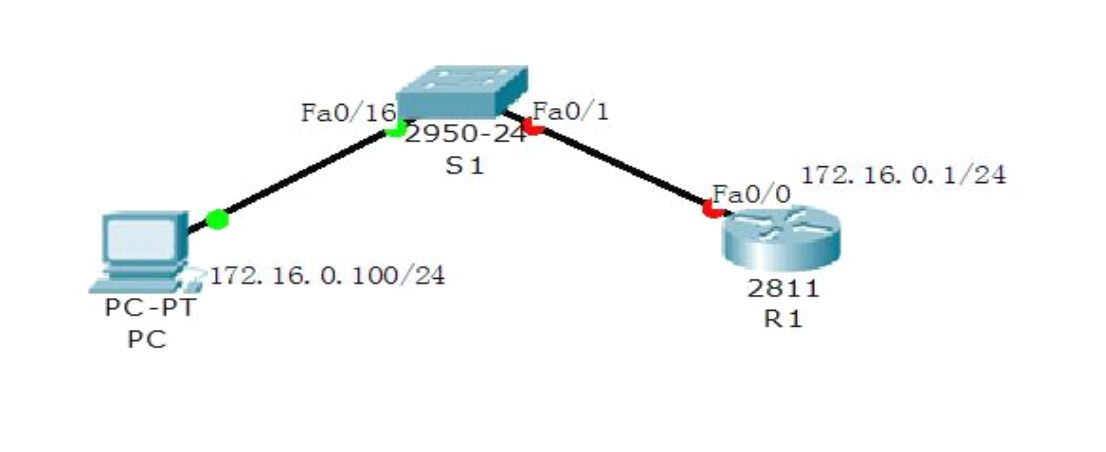 Fa0/16
Fa0/1
2950-24
S1
172.16.0.1/24
Fa0/0
172.16.0.100/24
2811
R1
PC-PT
PC